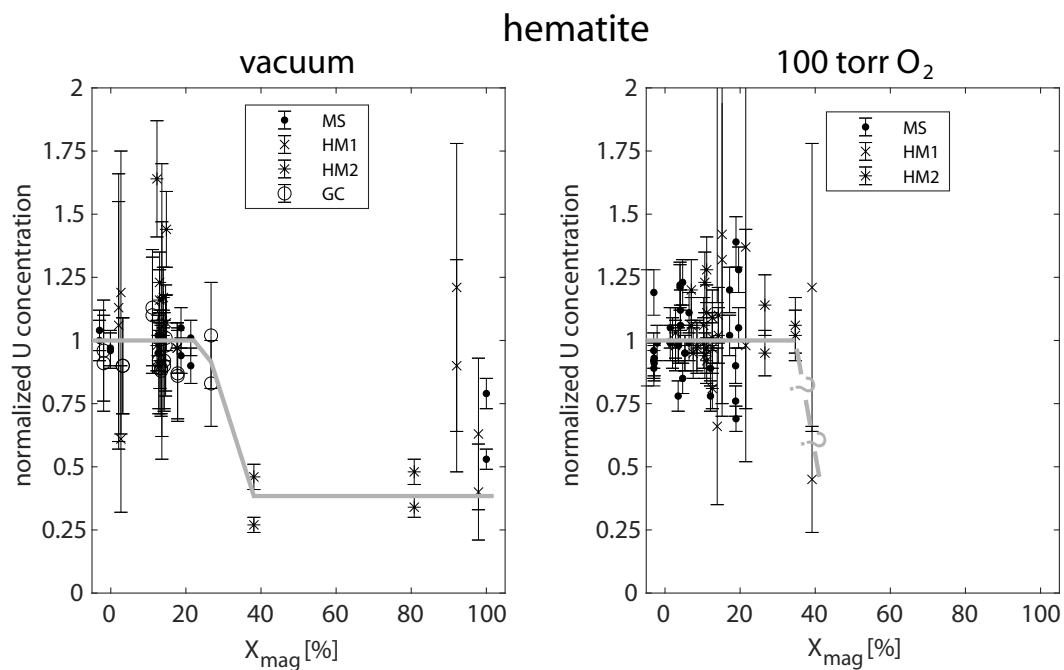 hematite
vacuum
normalized U concentration
2
1.75
1.5
1.25
1
0.75
0.5
0.25
0
MS
HM1
HM2
GC
0 20 40 60 80 100
X_mag [%]
100 torr O₂
normalized U concentration
2
1.75
1.5
1.25
1
0.75
0.5
0.25
0
MS
HM1
HM2
?
?
0 20 40 60 80 100
X_mag [%]